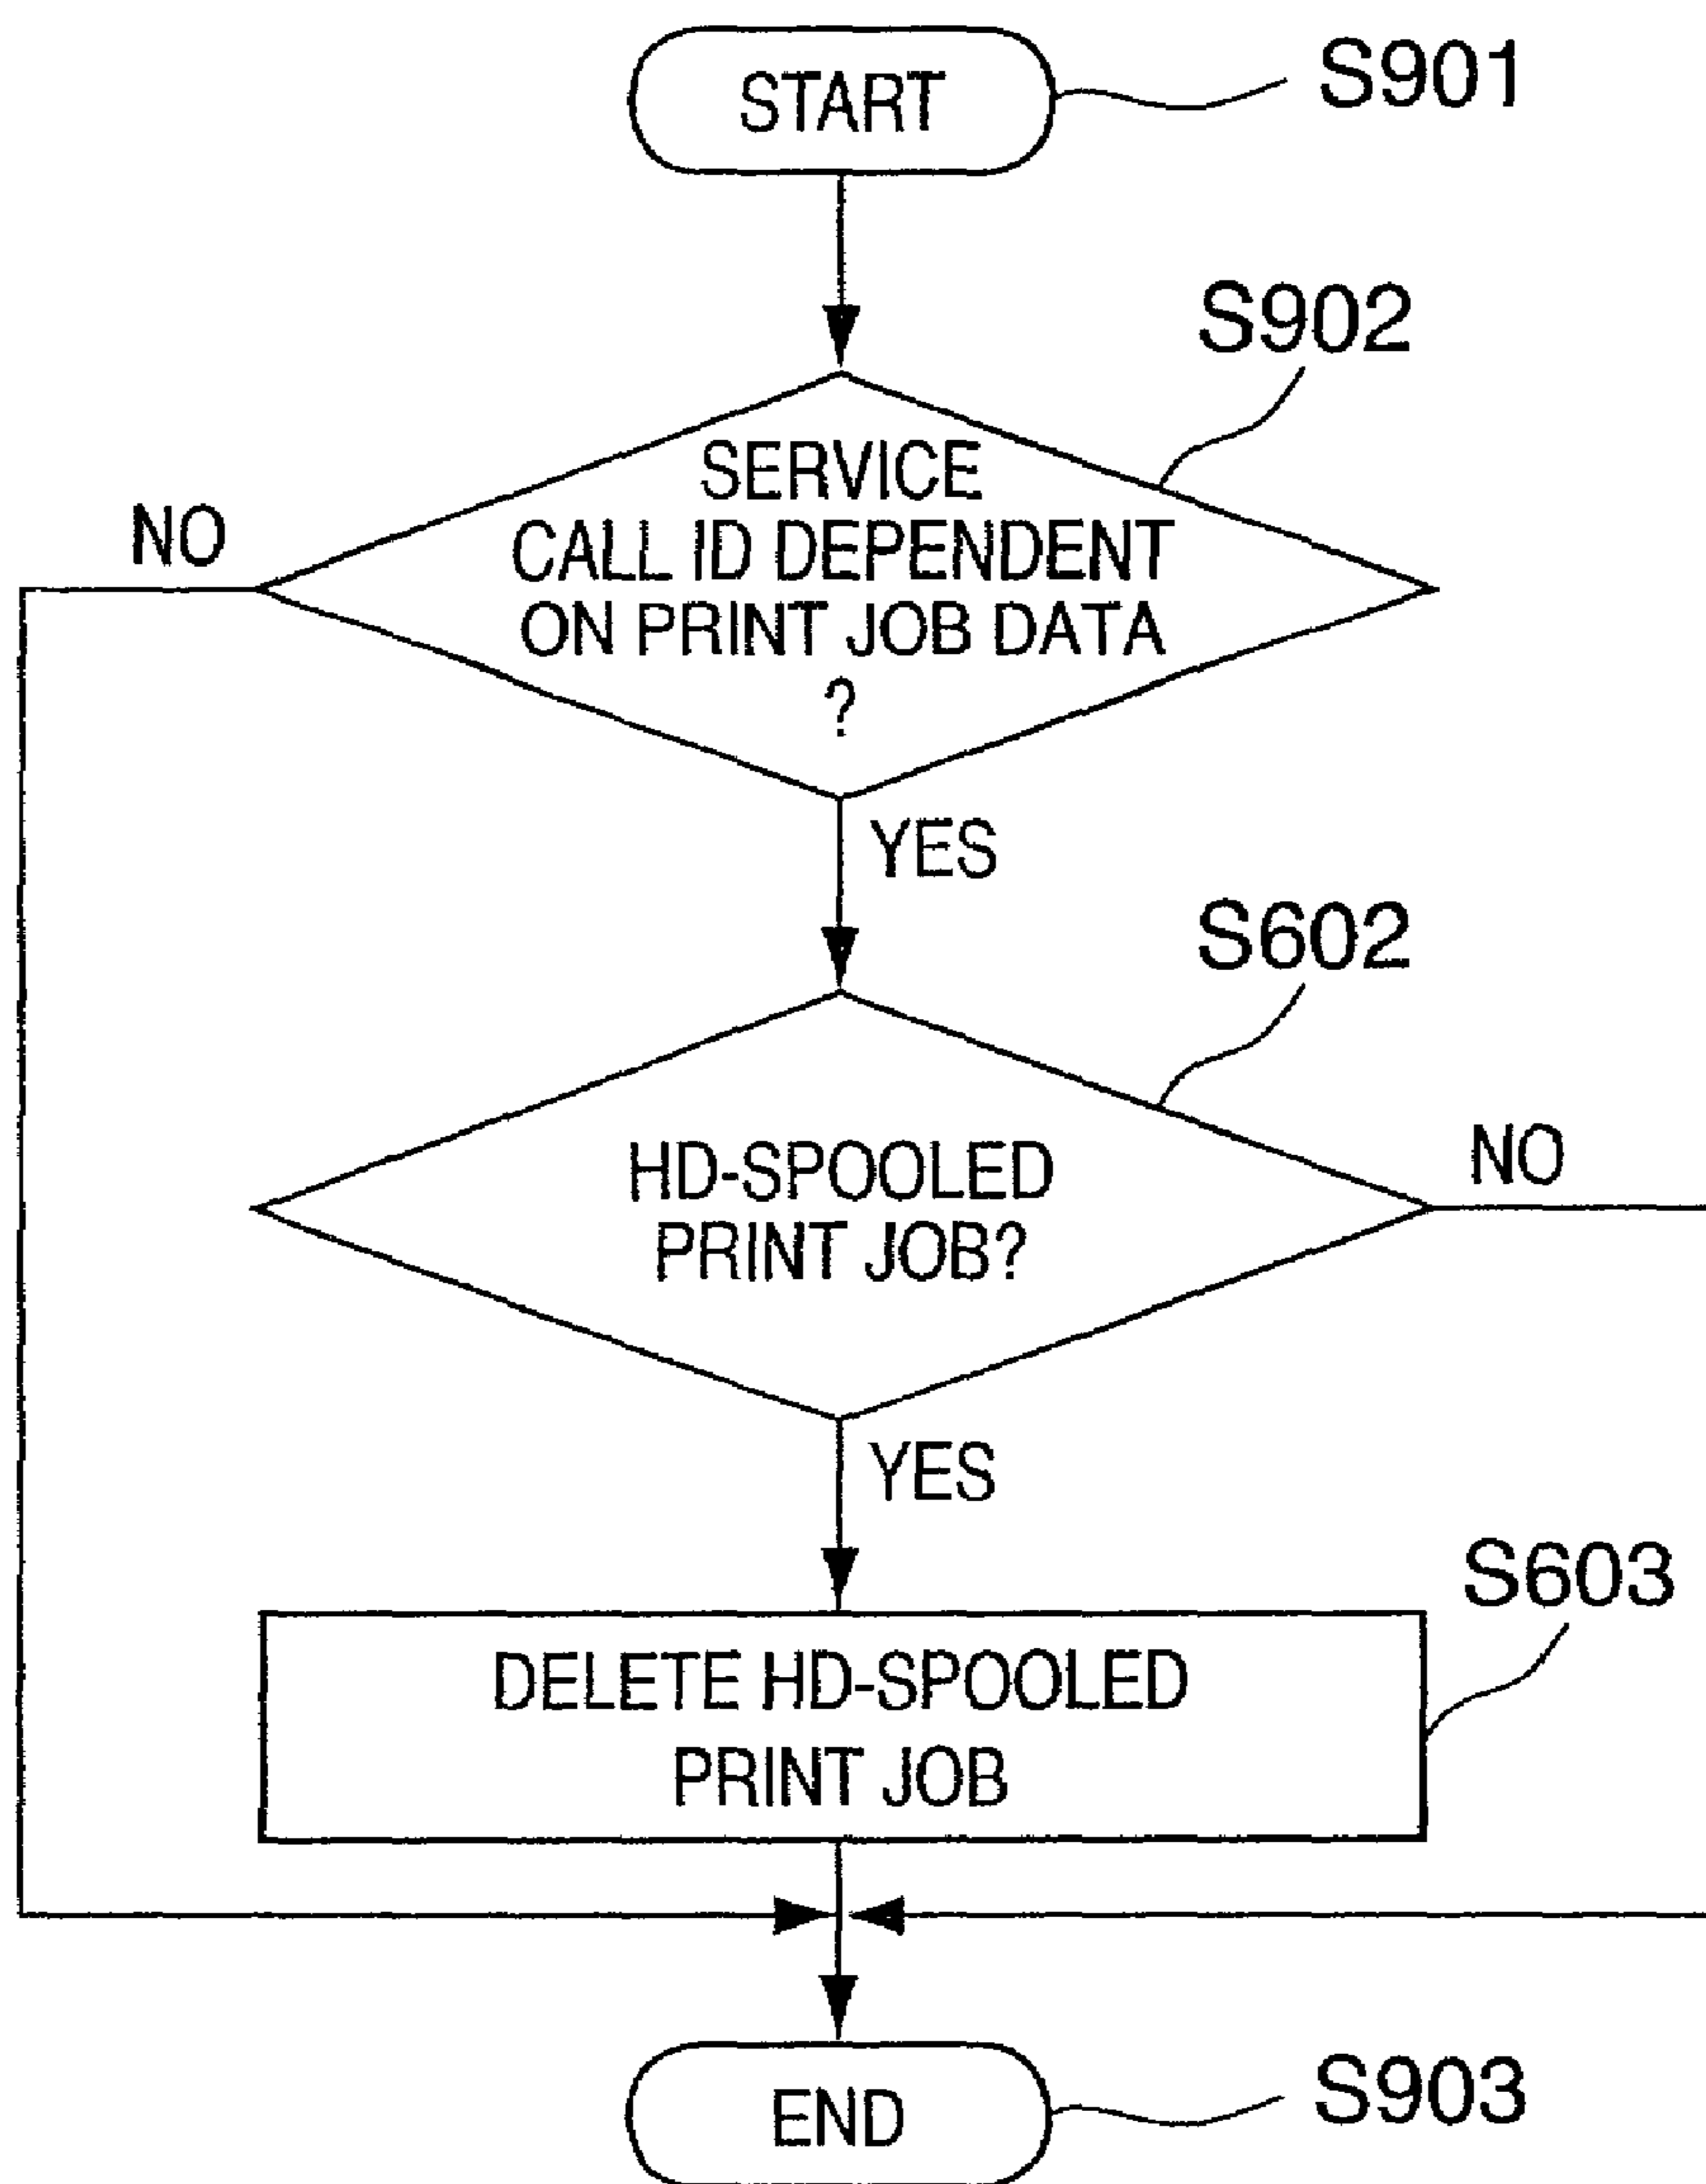 START
S901
S902
SERVICE
CALL ID DEPENDENT
ON PRINT JOB DATA
?
NO
YES
S602
HD-SPOOLED
PRINT JOB?
NO
YES
S603
DELETE HD-SPOOLED
PRINT JOB
END
S903